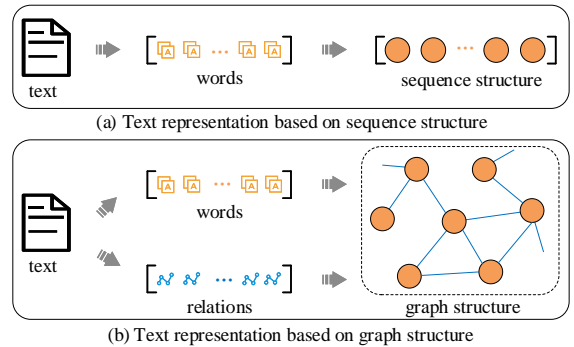 [ A A ... A A ]
[ ... ]
text
words
sequence structure
(a) Text representation based on sequence structure
[ A A ... A A ]
words
text
[ ... ]
relations
graph structure
(b) Text representation based on graph structure